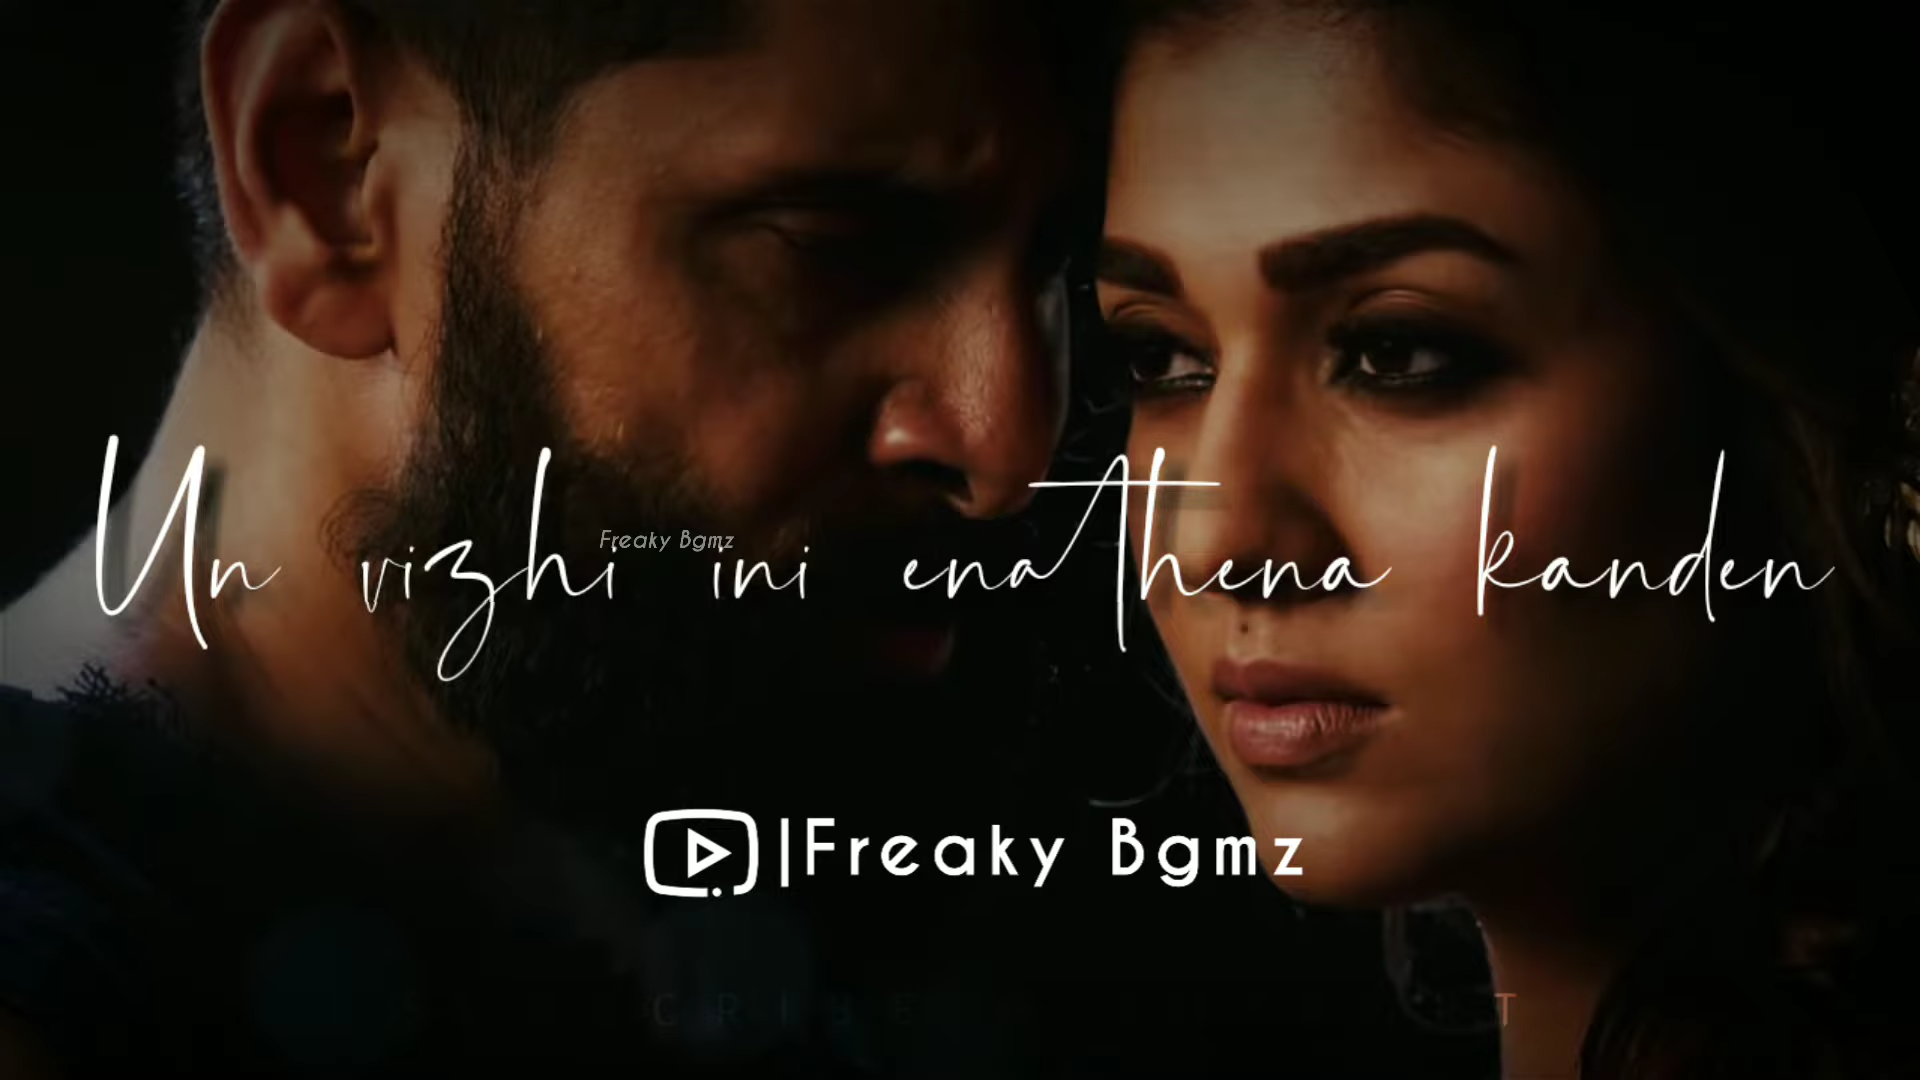 Freaky Bgmz
Un vizhi ini enathena kanden
|Freaky Bgmz